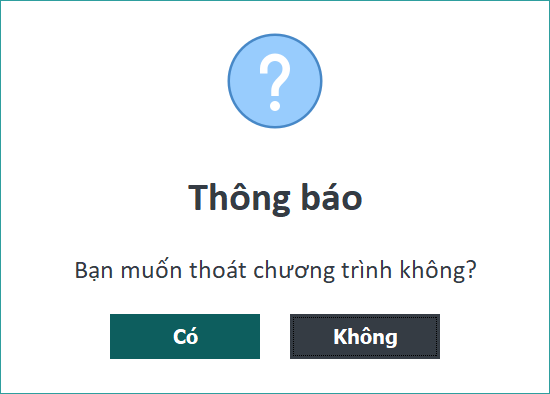 ?
Thông báo
Bạn muốn thoát chương trình không?
Có
Không